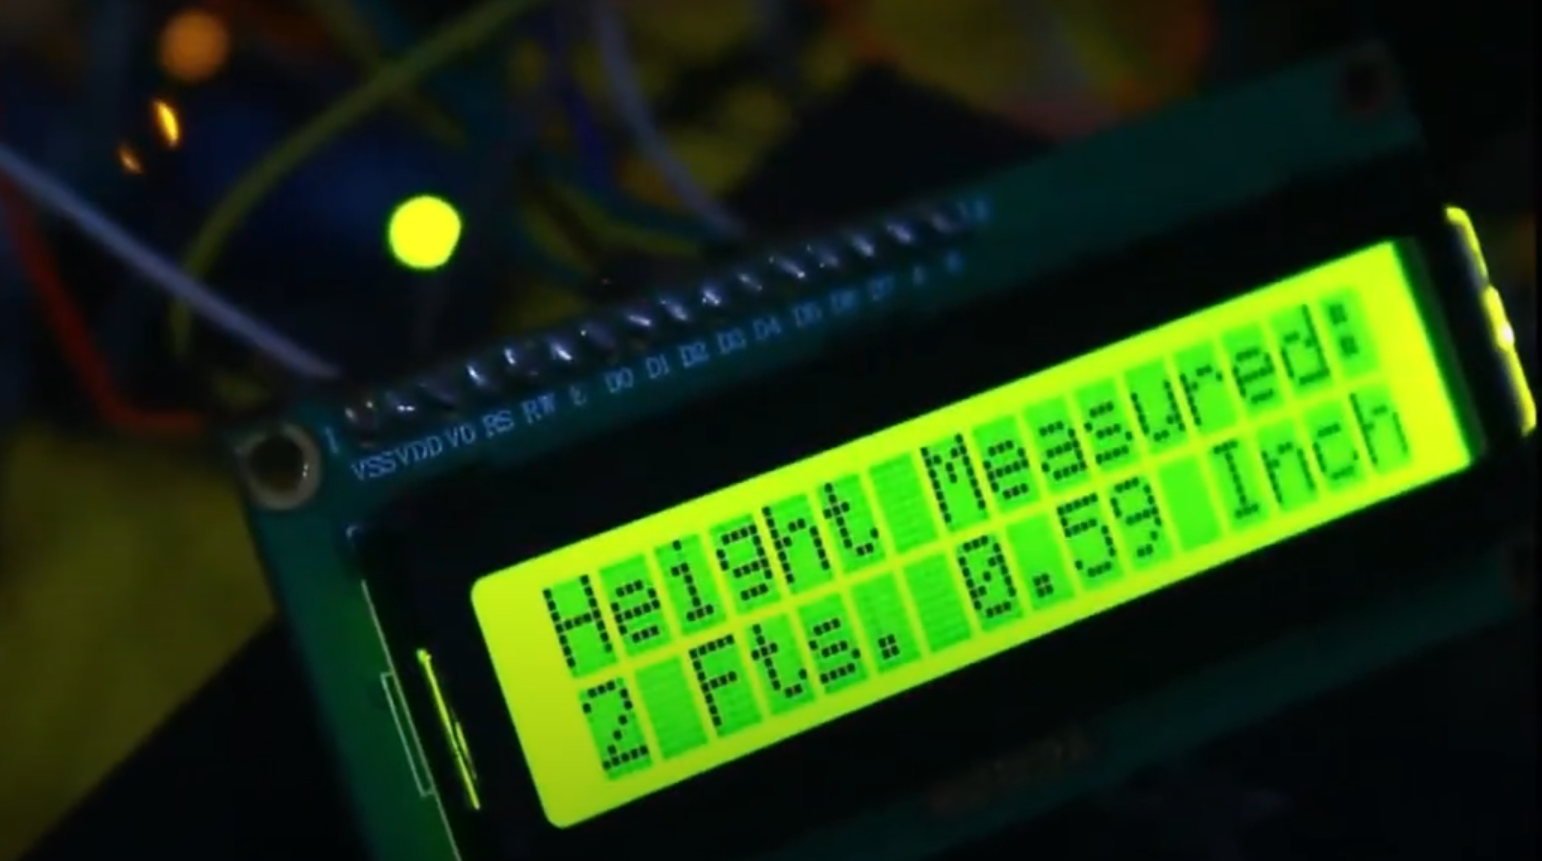 1
VSS VDD V0 RS RW E D0 D1 D2 D3 D4 D5 D6 D7 A K
Height Measured:
2 Fts.  0.59 Inch